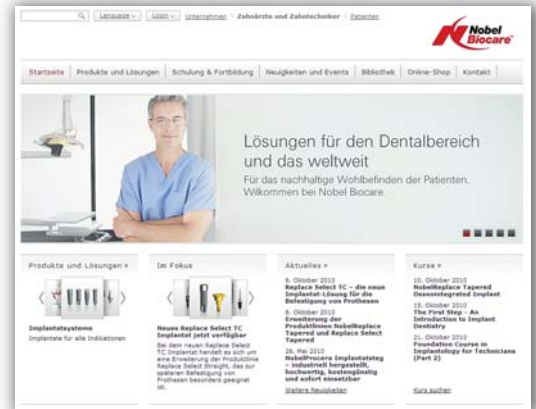 Language
Login
Unternehmen
Zahnärzte und Zahntechniker
Patienten
Nobel
Biocare™
Startseite
Produkte und Lösungen
Schulung & Fortbildung
Neuigkeiten und Events
Bibliothek
Online-Shop
Kontakt
Lösungen für den Dentalbereich
und das weltweit
Für das nachhaltige Wohlbefinden der Patienten.
Wilkommen bei Nobel Biocare.
Produkte und Lösungen »
Implantatsysteme
Implantate für alle Indikationen
Im Fokus
Neues Replace Select TC
Implantat jetzt verfügbar
Bei dem neuen Replace Select
TC Implantat handelt es sich um
eine Erweiterung der Produktlinie
Replace Select Straight, das zur
späteren Befestigung von
Prothesen besonders geeignet
ist.
Aktuelles »
6. Oktober 2010
Replace Select TC – die neue
Implantat-Lösung für die
Befestigung von Prothesen
6. Oktober 2010
Erweiterung der
Produktlinien NobelReplace
Tapered und Replace Select
Tapered
26. Mai 2010
NobelProcera Implantatsteg
– industriell hergestellt,
hochwertig, kostengünstig
und sofort einsetzbar
Weitere Neuigkeiten
Kurse »
15. Oktober 2010
NobelReplace Tapered
Osseointegrated Implant
15. Oktober 2010
The First Step - An
Introduction to Implant
Dentistry
21. Oktober 2010
Foundation Course in
Implantology for Technicians
(Part 2)
Kurs suchen